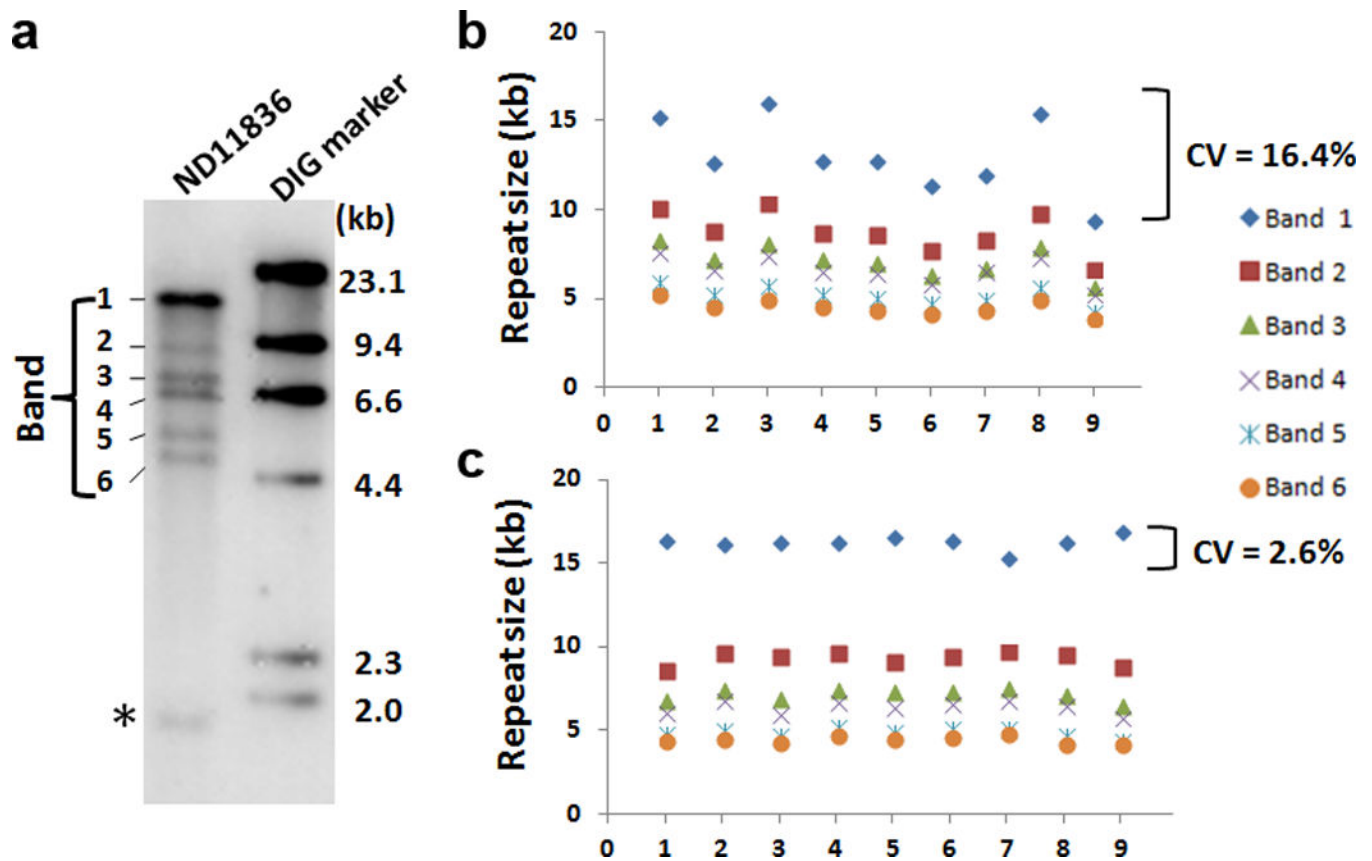 a
ND11836
DIG marker
(kb)
23.1
9.4
6.6
4.4
2.3
2.0
Band
1
2
3
4
5
6
*
b
Repeat size (kb)
20
15
10
5
0
0 1 2 3 4 5 6 7 8 9
CV = 16.4%
Band 1
Band 2
Band 3
Band 4
Band 5
Band 6
c
Repeat size (kb)
20
15
10
5
0
0 1 2 3 4 5 6 7 8 9
CV = 2.6%